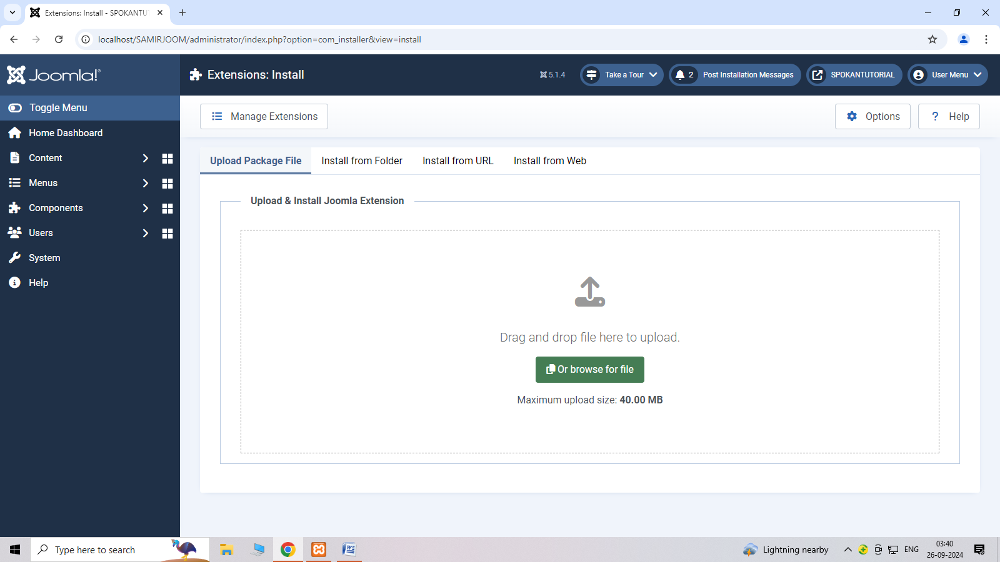 Extensions: Install - SPOKANTU
localhost/SAMIRJOOM/administrator/index.php?option=com_installer&view=install
Joomla!®
Extensions: Install
5.1.4
Take a Tour
2 Post Installation Messages
SPOKANTUTORIAL
User Menu
Toggle Menu
Home Dashboard
Content
Menus
Components
Users
System
Help
Manage Extensions
Options
? Help
Upload Package File
Install from Folder
Install from URL
Install from Web
Upload & Install Joomla Extension
Drag and drop file here to upload.
Or browse for file
Maximum upload size: 40.00 MB
Type here to search
Lightning nearby
ENG
03:40
26-09-2024